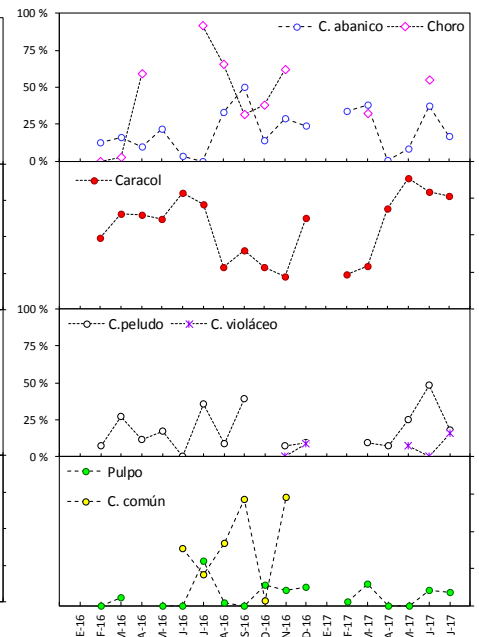 100 %
C. abanico Choro
75 %
50 %
25 %
0 %
Caracol
100 %
C.peludo C. violáceo
75 %
50 %
25 %
0 %
Pulpo
C. común
E-16 F-16 M-16 A-16 M-16 J-16 J-16 A-16 S-16 O-16 N-16 D-16 E-17 F-17 M-17 A-17 M-17 J-17 J-17